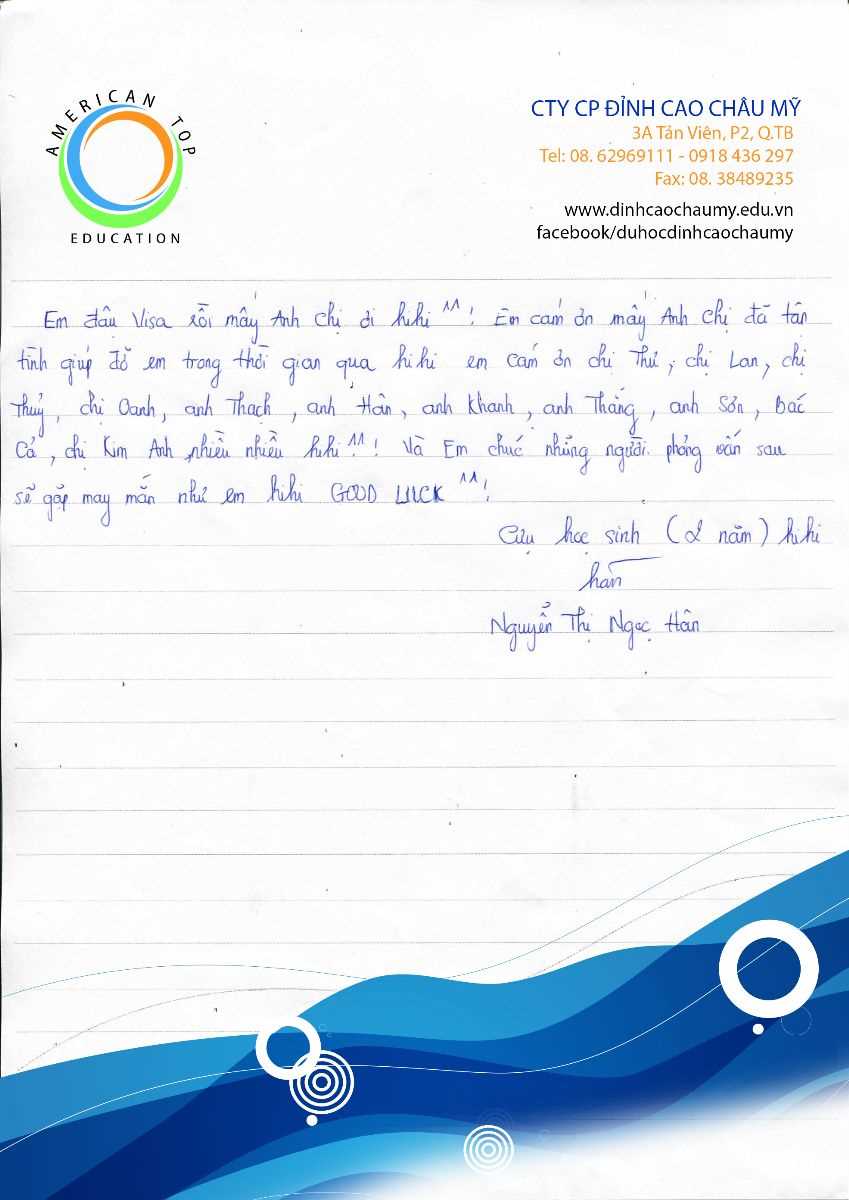 AMERICAN TOP
EDUCATION
CTY CP ĐỈNH CAO CHÂU MỸ
3A Tản Viên, P2, Q.TB
Tel: 08. 62969111 - 0918 436 297
Fax: 08. 38489235
www.dinhcaochaumy.edu.vn
facebook/duhocdinhcaochaumy
Em đậu Visa rồi mấy Anh chị ơi hihi ^^! Em cám ơn mấy Anh chị đã tận
tình giúp đỡ em trong thời gian qua hihi em cám ơn chị Thư, chị Lan, chị
Thuỷ, chị Oanh, anh Thạch, anh Hân, anh Khanh, anh Thắng, anh Sơn, Bác
Cả, chị Kim Anh nhiều nhiều hihi ^^! Và Em chúc những người phỏng vấn sau
sẽ gặp may mắn như em hihi GOOD LUCK ^^!
Cựu học sinh (2 năm) hihi
hân
Nguyễn Thị Ngọc Hân